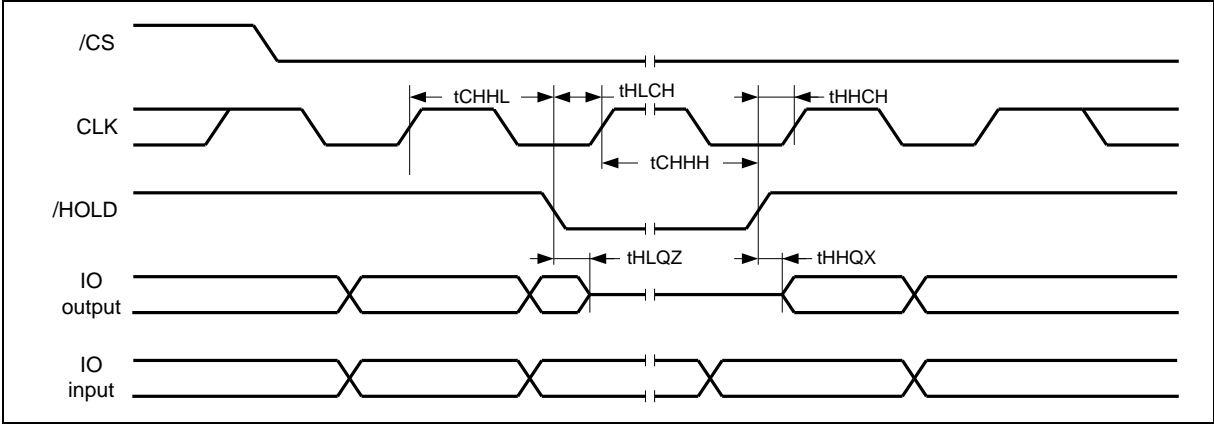 /CS
tCHHL
tHLCH
tHHCH
CLK
tCHHH
/HOLD
tHLQZ
tHHQX
IO
output
IO
input